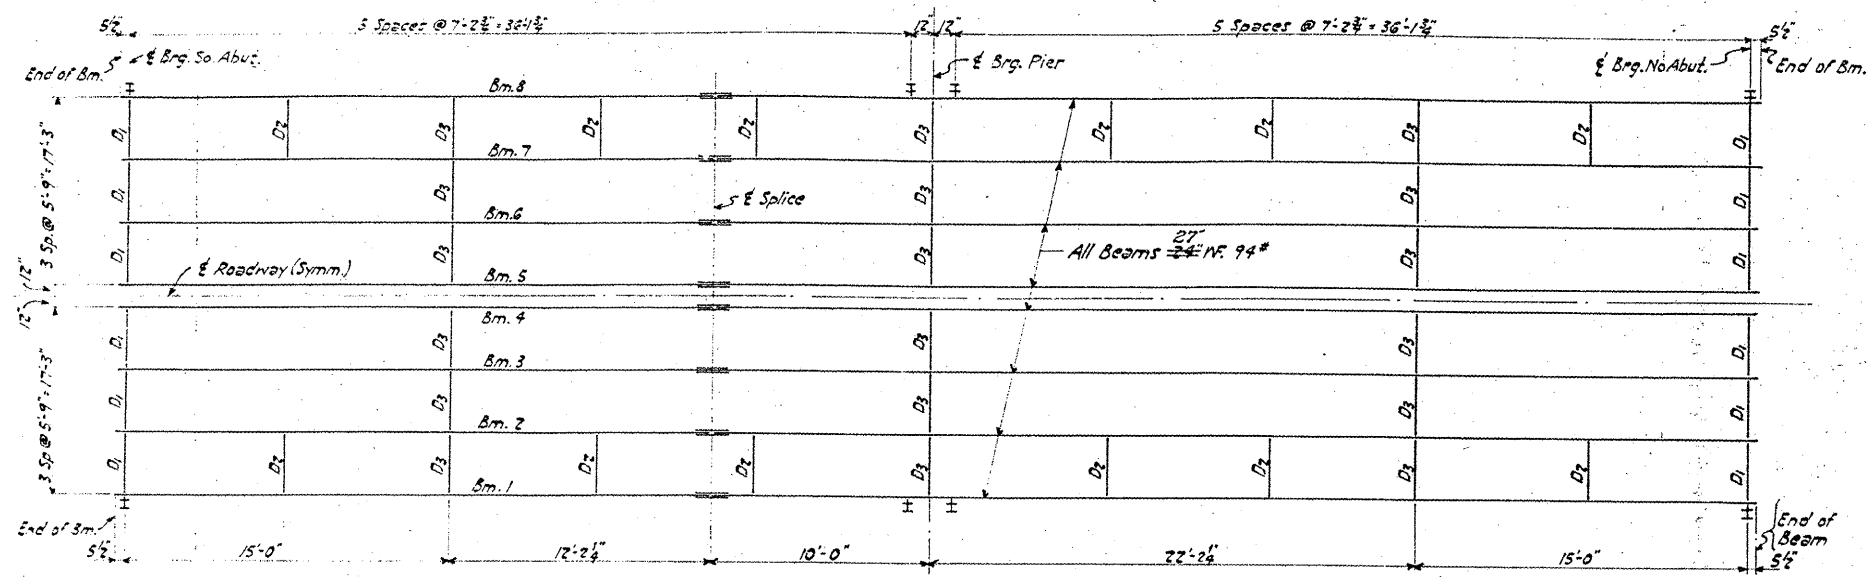 5½"
5 Spaces @ 7'-2¾" = 36'-1¾"
12"
12"
5 Spaces @ 7'-2¾" = 36'-1¾"
5½"
End of Bm.
℄ Brg. So. Abut.
℄ Brg. Pier
℄ Brg. No. Abut.
End of Bm.
Bm. 8
D1 D2 D3 D2 D2 D3 D2 D2 D3 D2 D1
Bm. 7
D1 D3 D3 D3 D1
℄ Splice
Bm. 6
3 Sp. @ 5'-9" = 17'-3"
D1 D3 D3 D3 D1
27"
All Beams 24" WF. 94#
℄ Roadway (Symm.)
Bm. 5
12"
12"
Bm. 4
D1 D3 D3 D3 D1
Bm. 3
3 Sp @ 5'-9" = 17'-3"
D1 D3 D3 D3 D1
Bm. 2
D1 D2 D3 D2 D2 D3 D2 D2 D3 D2 D1
Bm. 1
End of Bm.
End of
Beam
5½"
15'-0"
12'-2¼"
10'-0"
22'-2¼"
15'-0"
5½"